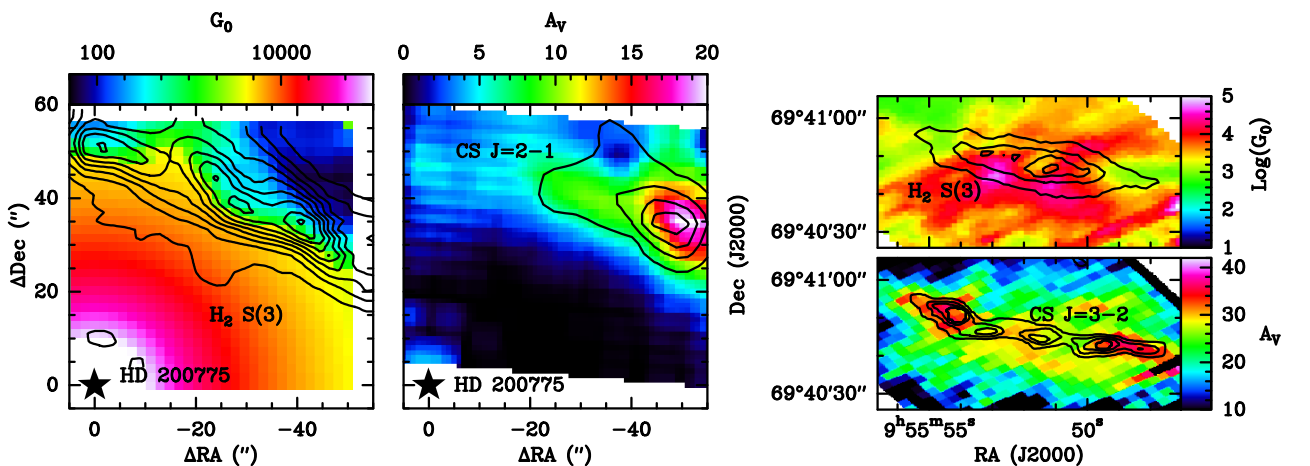 G₀
100 10000
60
40
20
0
ΔDec (″)
H₂ S(3)
HD 200775
0 −20 −40
ΔRA (″)
A_V
0 5 10 15 20
CS J=2−1
HD 200775
0 −20 −40
ΔRA (″)
Dec (J2000)
69°41′00″
69°40′30″
H₂ S(3)
5
4
3
2
1
Log(G₀)
69°41′00″
69°40′30″
CS J=3−2
40
30
20
10
A_V
9ʰ55ᵐ55ˢ 50ˢ
RA (J2000)